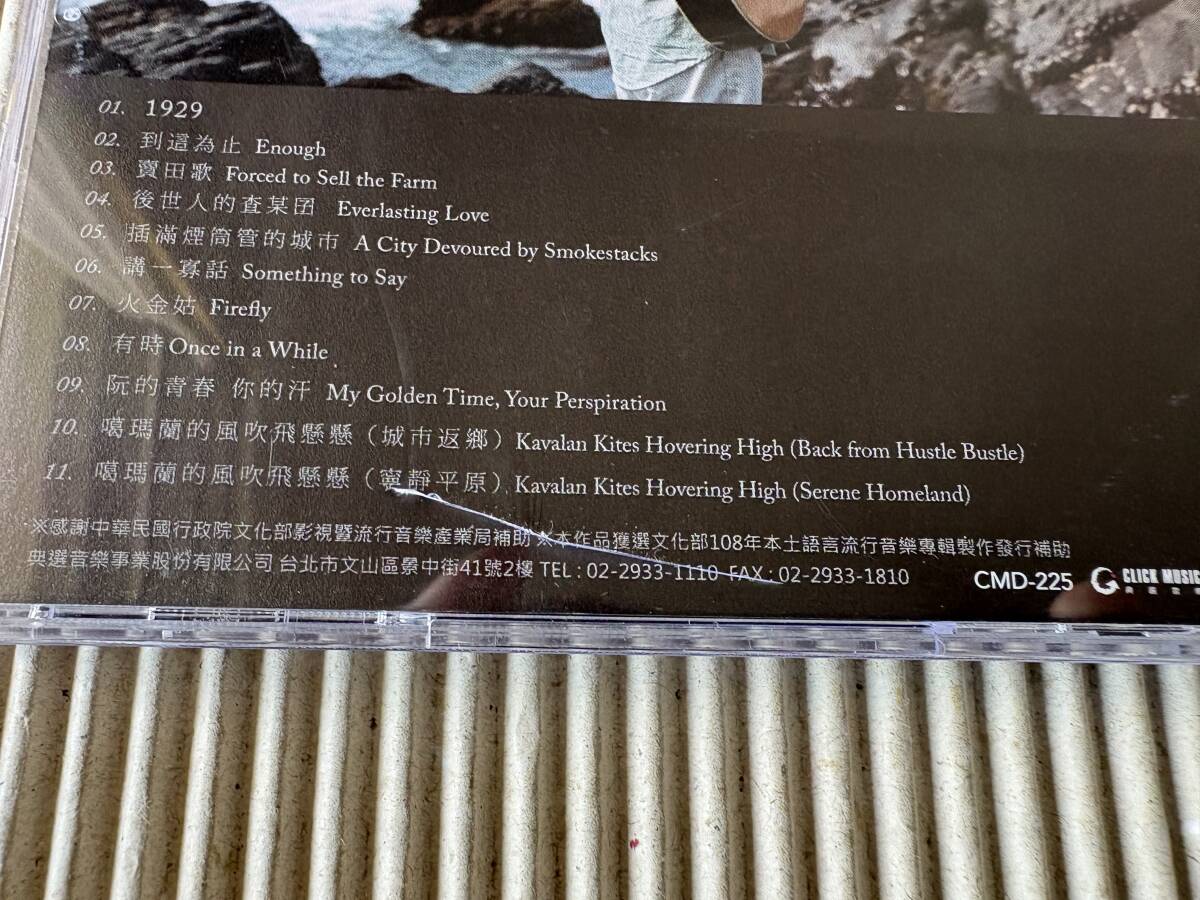 01. 1929
02. 到這為止 Enough
03. 賣田歌 Forced to Sell the Farm
04. 後世人的查某囝 Everlasting Love
05. 插滿煙筒管的城市 A City Devoured by Smokestacks
06. 講一寡話 Something to Say
07. 火金姑 Firefly
08. 有時 Once in a While
09. 阮的青春 你的汗 My Golden Time, Your Perspiration
10. 噶瑪蘭的風吹飛懸懸（城市返鄉）Kavalan Kites Hovering High (Back from Hustle Bustle)
11. 噶瑪蘭的風吹飛懸懸（寧靜平原）Kavalan Kites Hovering High (Serene Homeland)
※感謝中華民國行政院文化部影視暨流行音樂產業局補助 ※本作品獲選文化部108年本土語言流行音樂專輯製作發行補助
典選音樂事業股份有限公司 台北市文山區景中街41號2樓 TEL : 02-2933-1110 FAX : 02-2933-1810
CMD-225 CLICK MUSIC